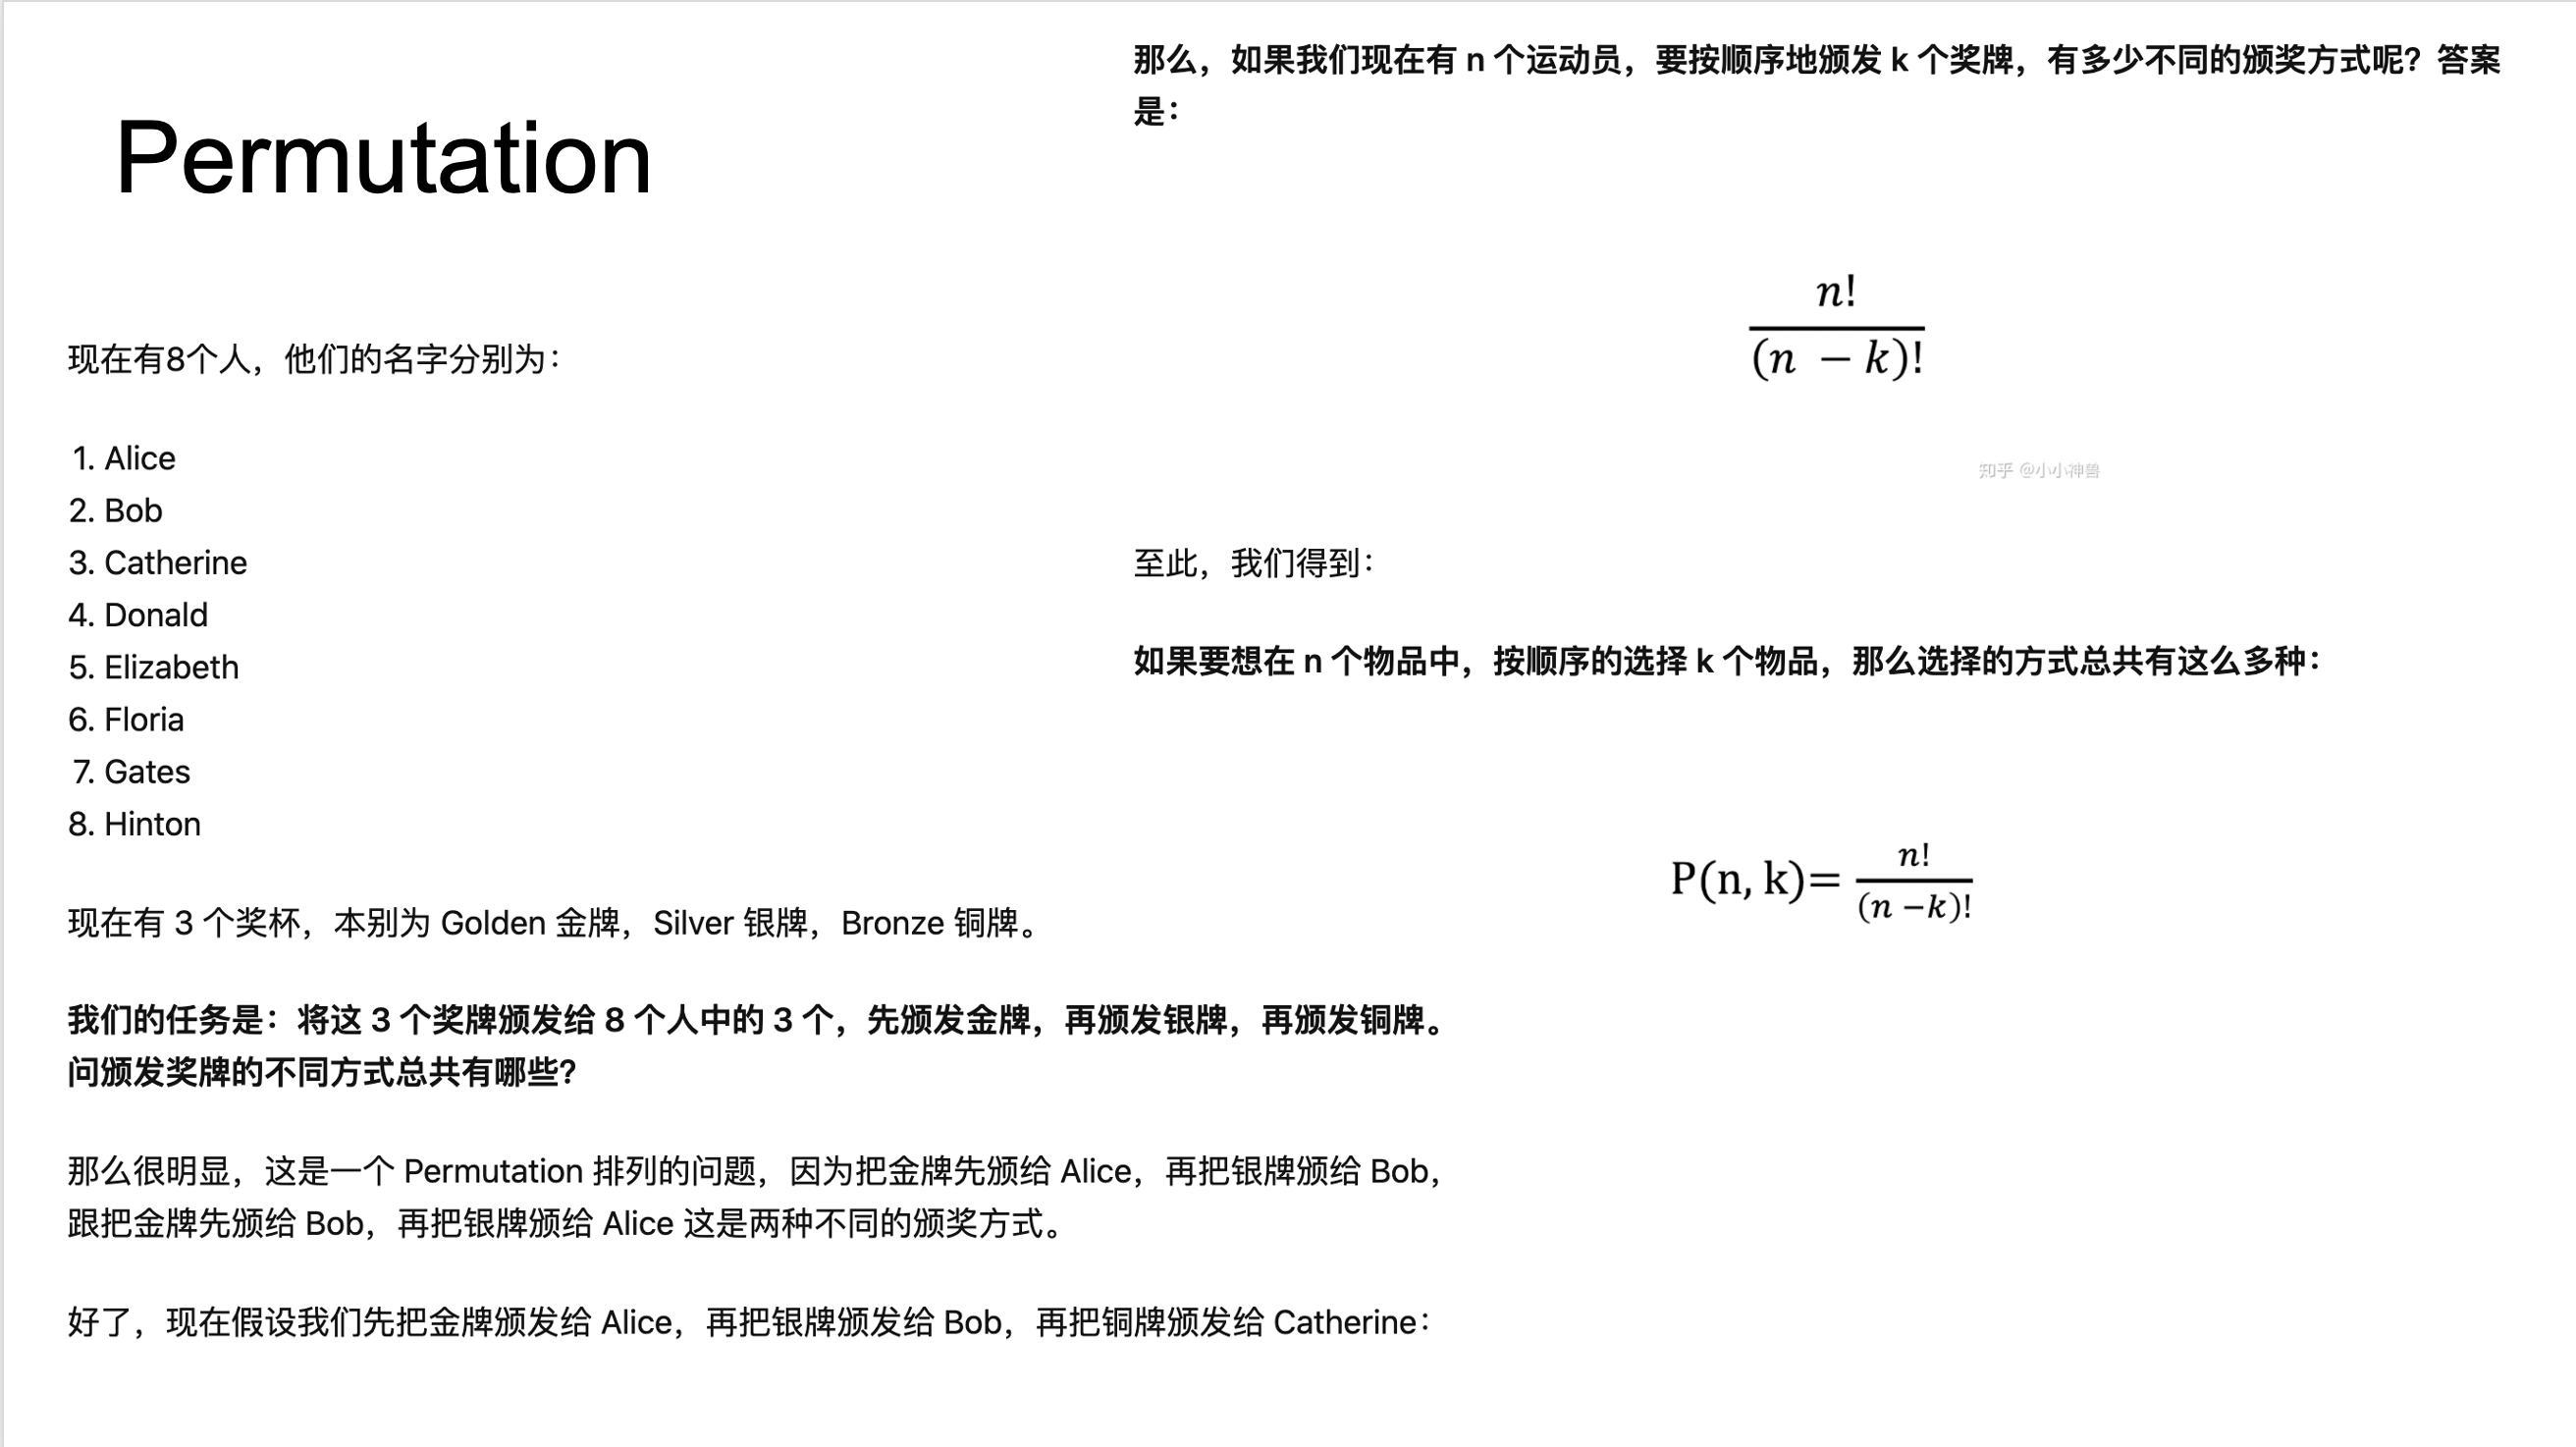 Permutation
现在有8个人，他们的名字分别为：
1. Alice
2. Bob
3. Catherine
4. Donald
5. Elizabeth
6. Floria
7. Gates
8. Hinton
现在有 3 个奖杯，本别为 Golden 金牌，Silver 银牌，Bronze 铜牌。
我们的任务是：将这 3 个奖牌颁发给 8 个人中的 3 个，先颁发金牌，再颁发银牌，再颁发铜牌。
问颁发奖牌的不同方式总共有哪些？
那么很明显，这是一个 Permutation 排列的问题，因为把金牌先颁给 Alice，再把银牌颁给 Bob，
跟把金牌先颁给 Bob，再把银牌颁给 Alice 这是两种不同的颁奖方式。
好了，现在假设我们先把金牌颁发给 Alice，再把银牌颁发给 Bob，再把铜牌颁发给 Catherine：
那么，如果我们现在有 n 个运动员，要按顺序地颁发 k 个奖牌，有多少不同的颁奖方式呢？答案
是：
n!
(n − k)!
知乎 @小小神兽
至此，我们得到：
如果要想在 n 个物品中，按顺序的选择 k 个物品，那么选择的方式总共有这么多种：
P(n, k)= n!
(n −k)!